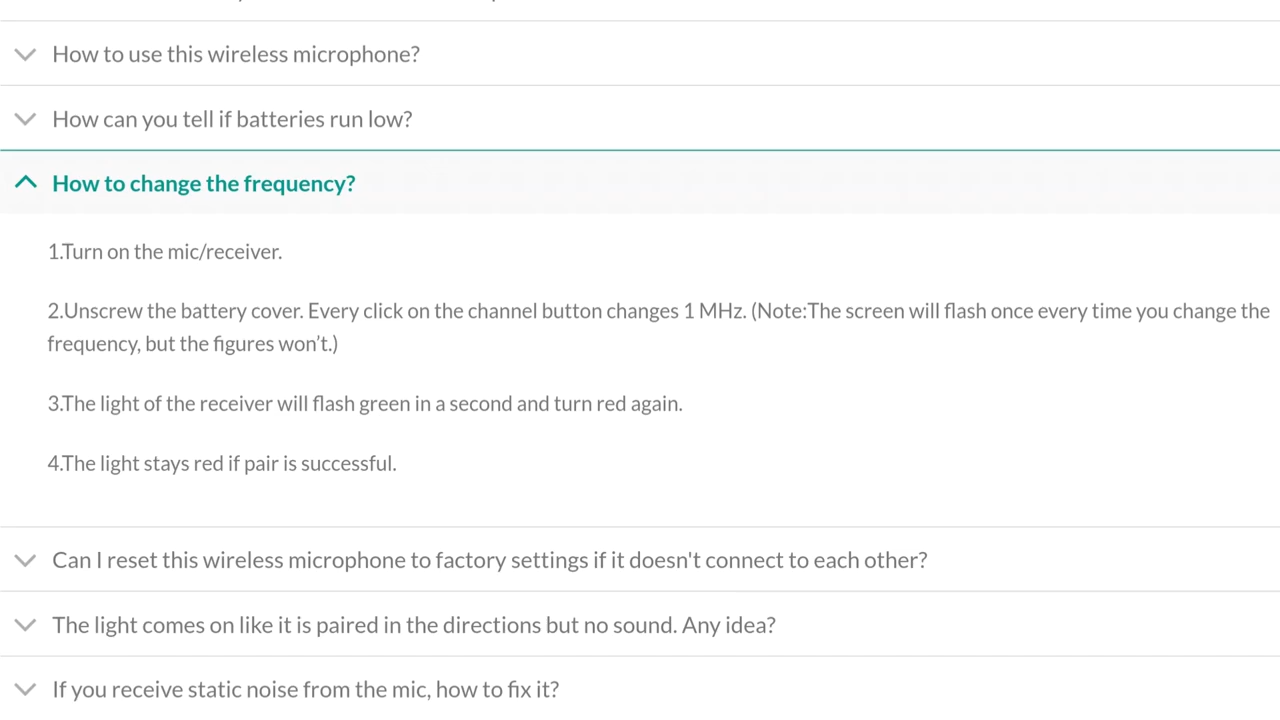 How to use this wireless microphone?
How can you tell if batteries run low?
How to change the frequency?
1.Turn on the mic/receiver.
2.Unscrew the battery cover. Every click on the channel button changes 1 MHz. (Note:The screen will flash once every time you change the
frequency, but the figures won’t.)
3.The light of the receiver will flash green in a second and turn red again.
4.The light stays red if pair is successful.
Can I reset this wireless microphone to factory settings if it doesn't connect to each other?
The light comes on like it is paired in the directions but no sound. Any idea?
If you receive static noise from the mic, how to fix it?